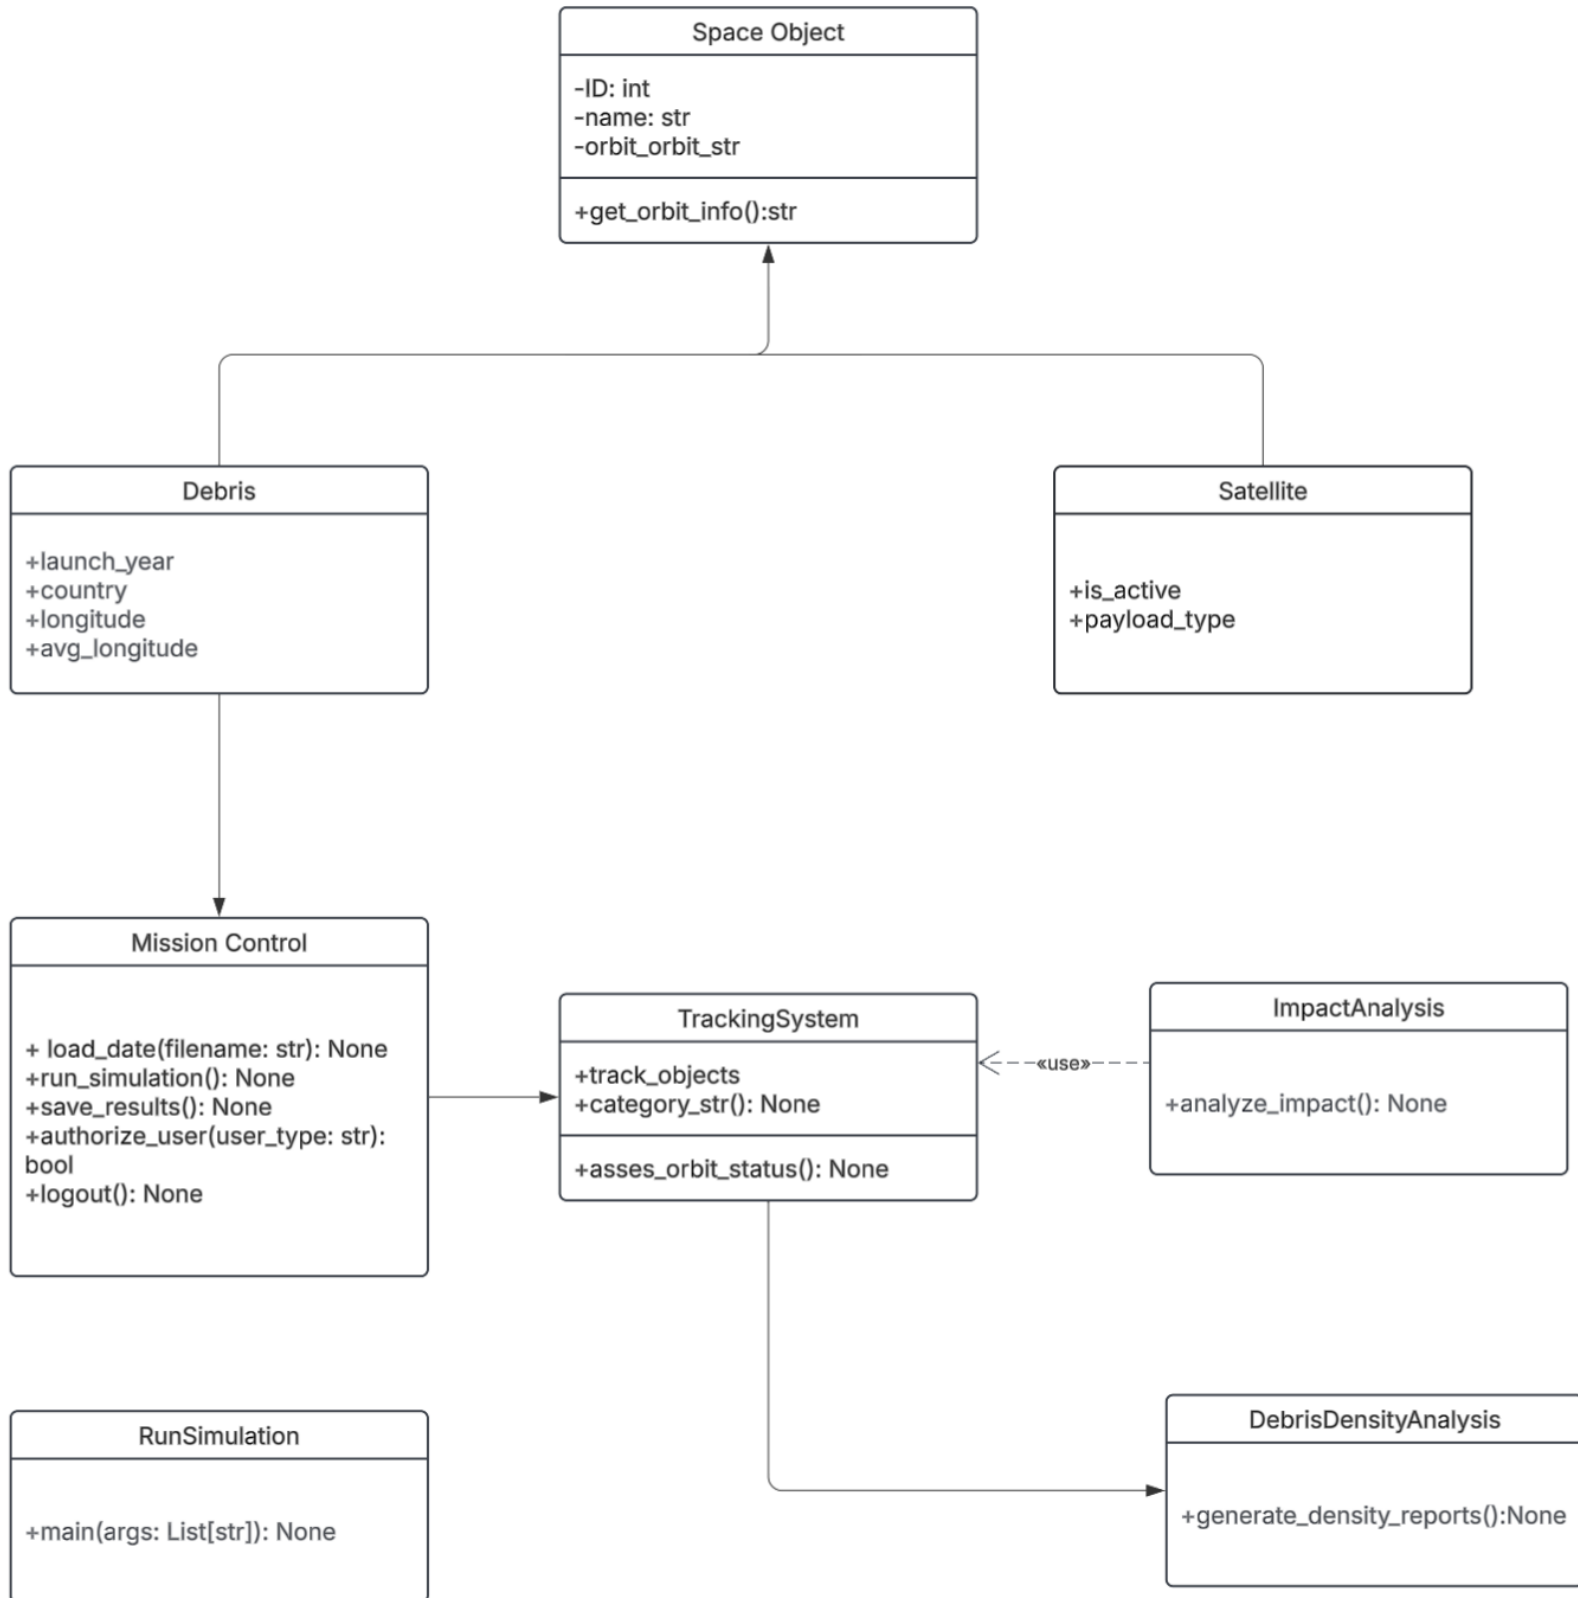 Space Object
-ID: int
-name: str
-orbit_orbit_str
+get_orbit_info():str
Debris
+launch_year
+country
+longitude
+avg_longitude
Satellite
+is_active
+payload_type
Mission Control
+ load_date(filename: str): None
+run_simulation(): None
+save_results(): None
+authorize_user(user_type: str):
bool
+logout(): None
TrackingSystem
+track_objects
+category_str(): None
+asses_orbit_status(): None
«use»
ImpactAnalysis
+analyze_impact(): None
RunSimulation
+main(args: List[str]): None
DebrisDensityAnalysis
+generate_density_reports():None